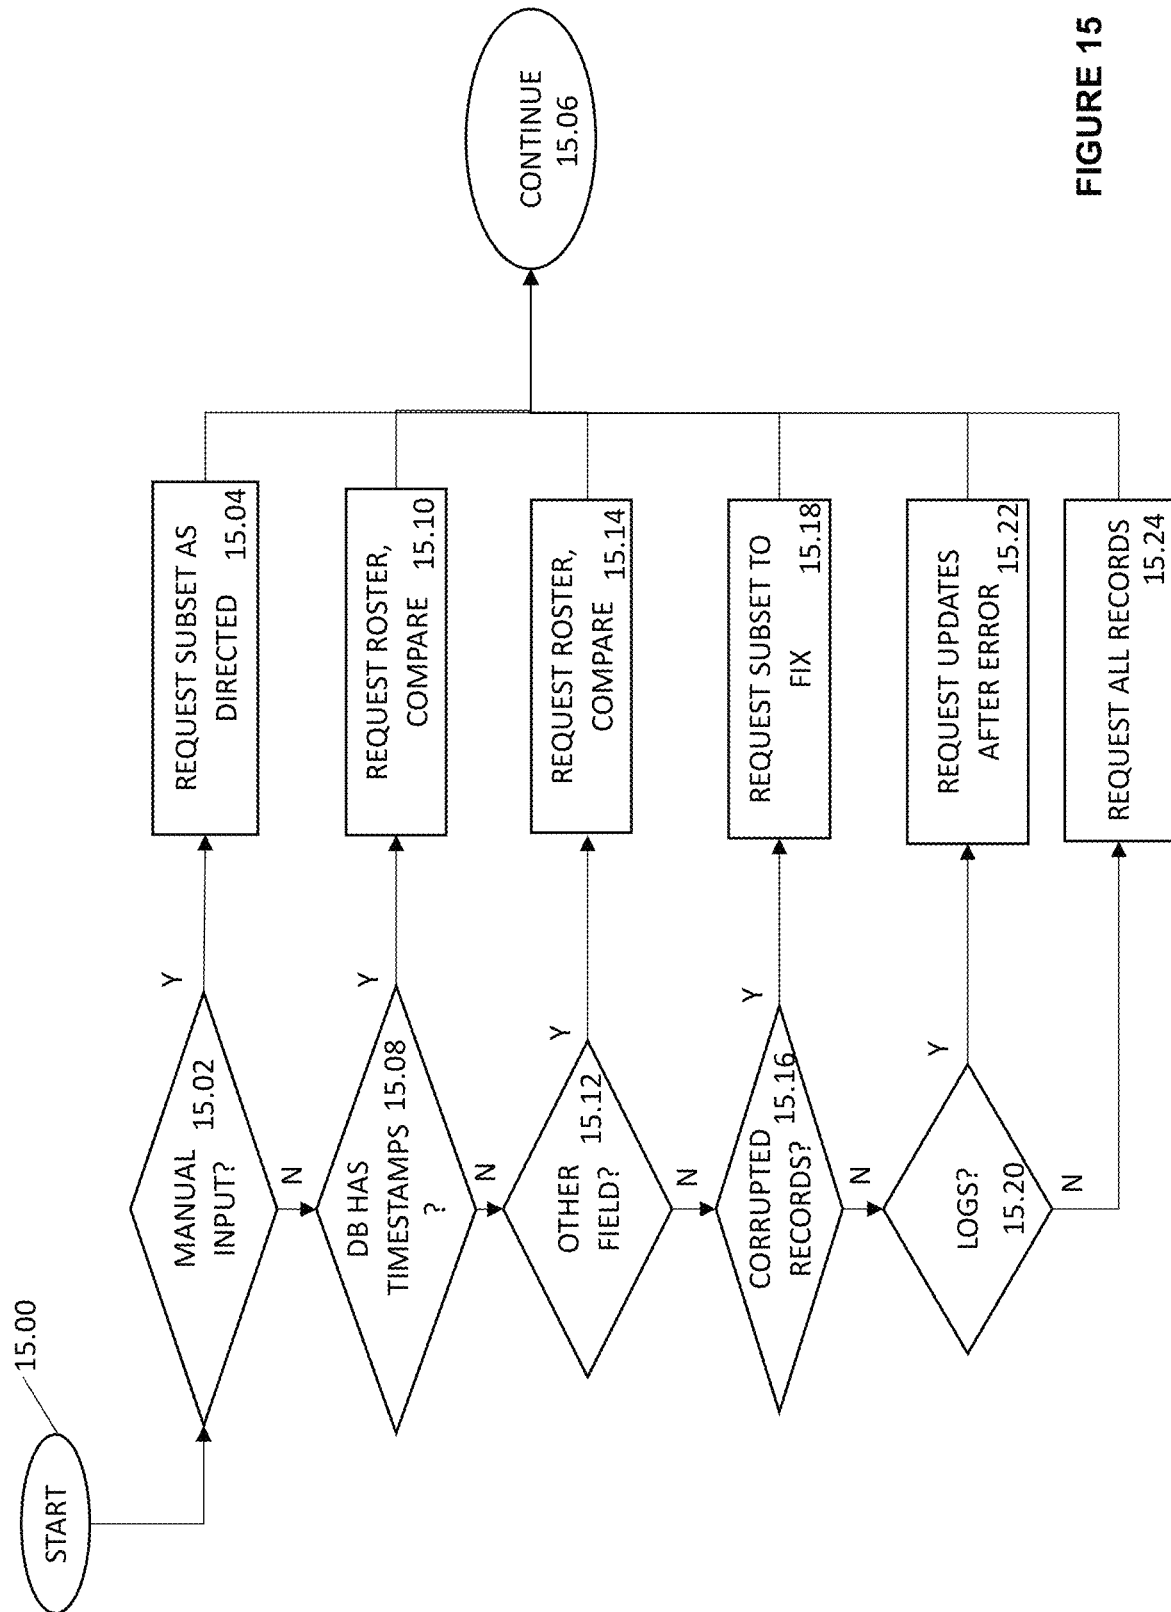 START
15.00
MANUAL
INPUT? 15.02
Y
REQUEST SUBSET AS
DIRECTED 15.04
N
DB HAS
TIMESTAMPS 15.08
?
Y
REQUEST ROSTER,
COMPARE 15.10
CONTINUE
15.06
N
OTHER
FIELD? 15.12
Y
REQUEST ROSTER,
COMPARE 15.14
N
CORRUPTED
RECORDS? 15.16
Y
REQUEST SUBSET TO
FIX 15.18
N
LOGS?
15.20
Y
REQUEST UPDATES
AFTER ERROR 15.22
N
REQUEST ALL RECORDS
15.24
FIGURE 15